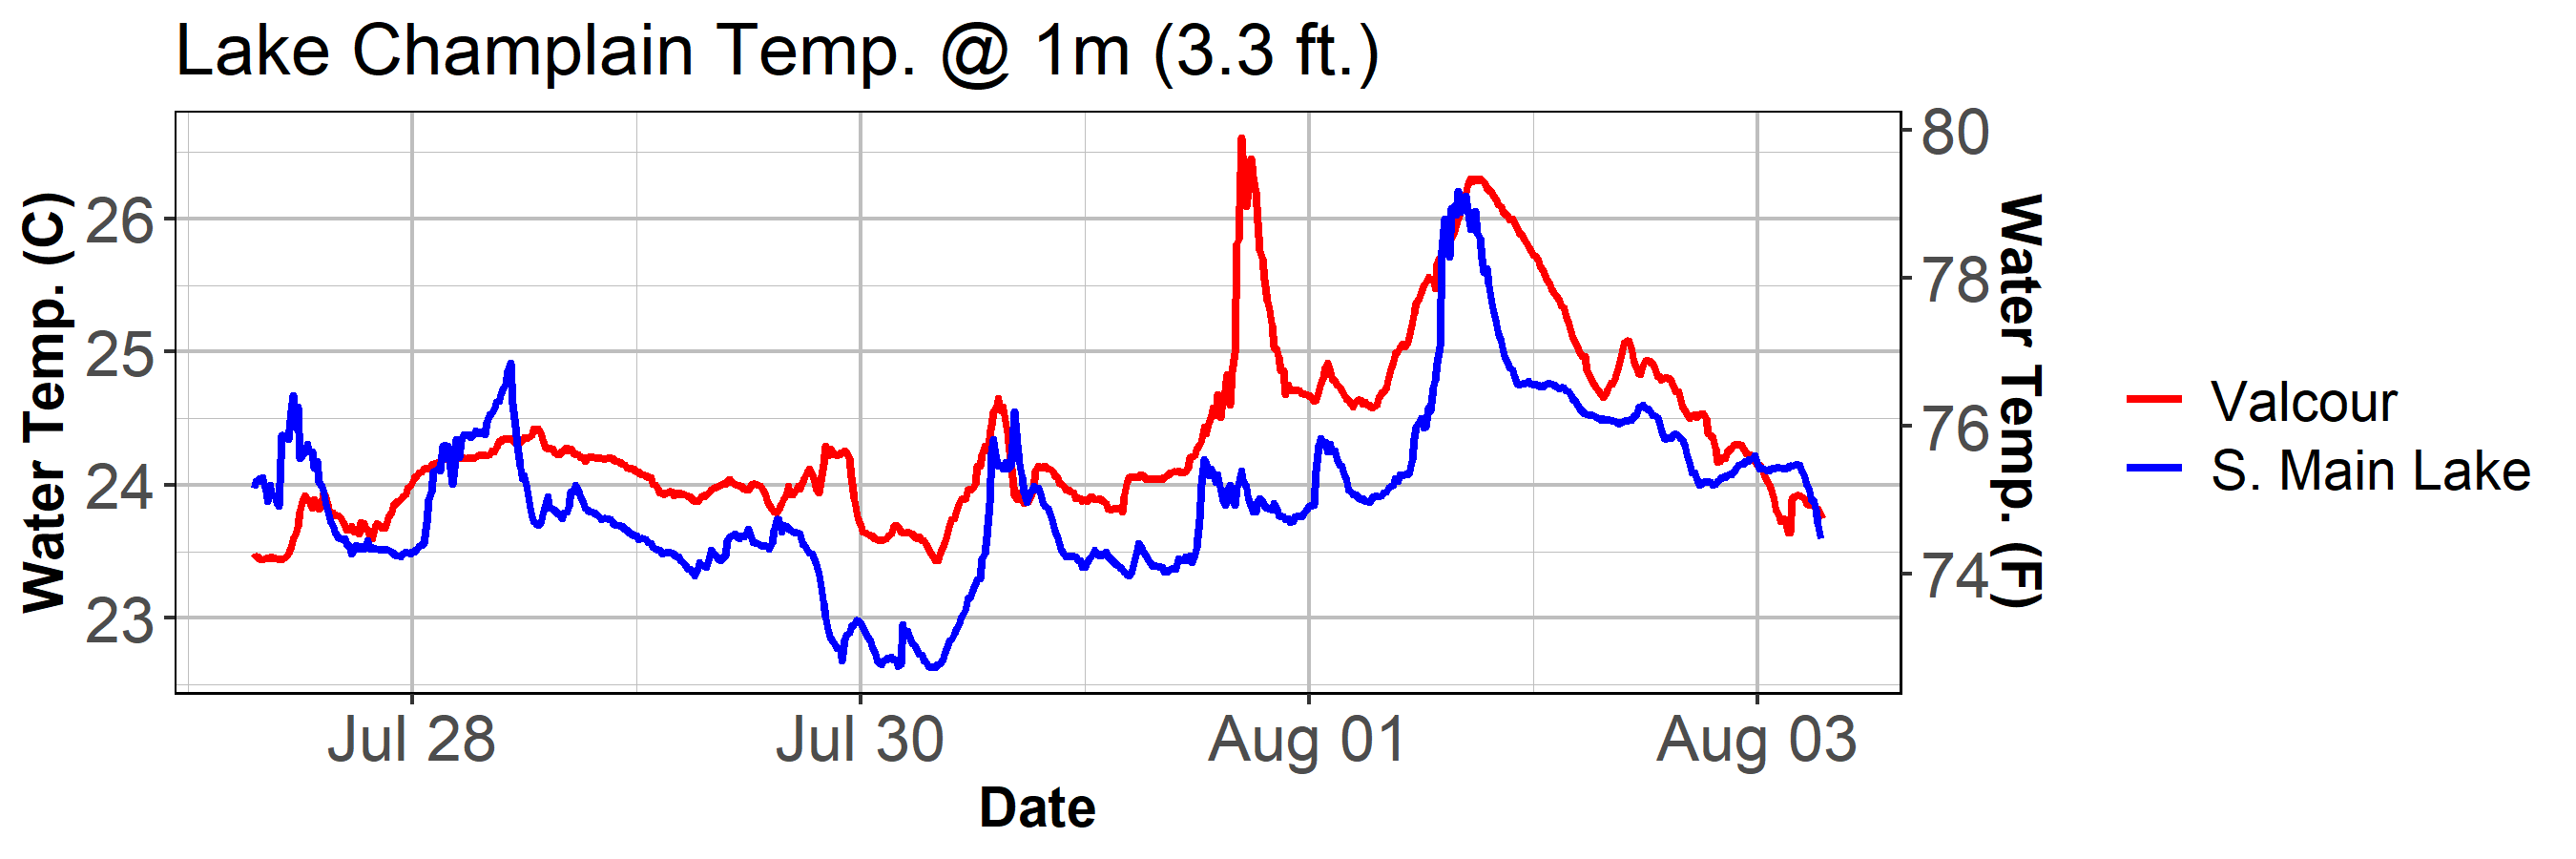 Lake Champlain Temp. @ 1m (3.3 ft.)
Water Temp. (C)
26
25
24
23
80
78
76
74
Water Temp. (F)
Jul 28
Jul 30
Aug 01
Aug 03
Date
Valcour
S. Main Lake